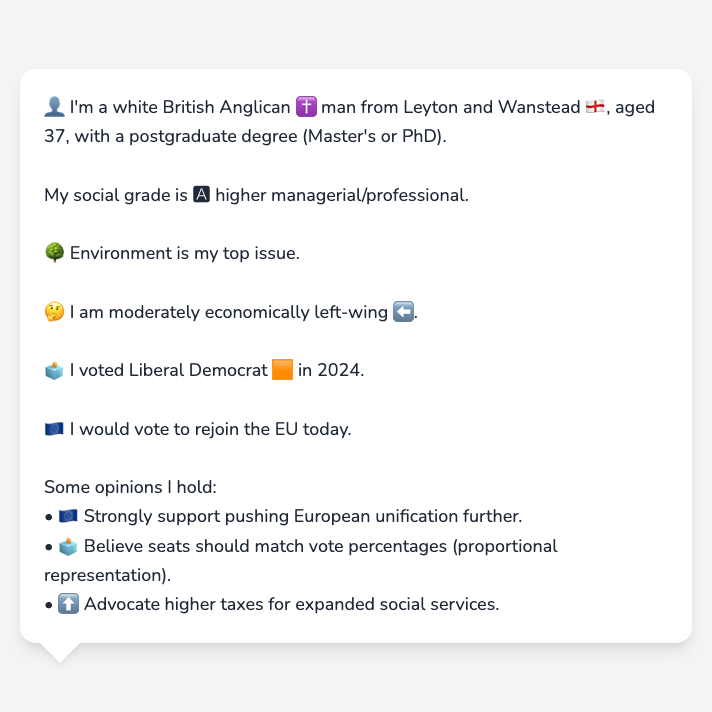 👤 I'm a white British Anglican ✝️ man from Leyton and Wanstead 🏴󠁧󠁢󠁥󠁮󠁧󠁿, aged
37, with a postgraduate degree (Master's or PhD).
My social grade is 🅰 higher managerial/professional.
🌳 Environment is my top issue.
🤔 I am moderately economically left-wing ⬅️.
🗳️ I voted Liberal Democrat 🟧 in 2024.
🇪🇺 I would vote to rejoin the EU today.
Some opinions I hold:
• 🇪🇺 Strongly support pushing European unification further.
• 🗳️ Believe seats should match vote percentages (proportional
representation).
• ⬆️ Advocate higher taxes for expanded social services.